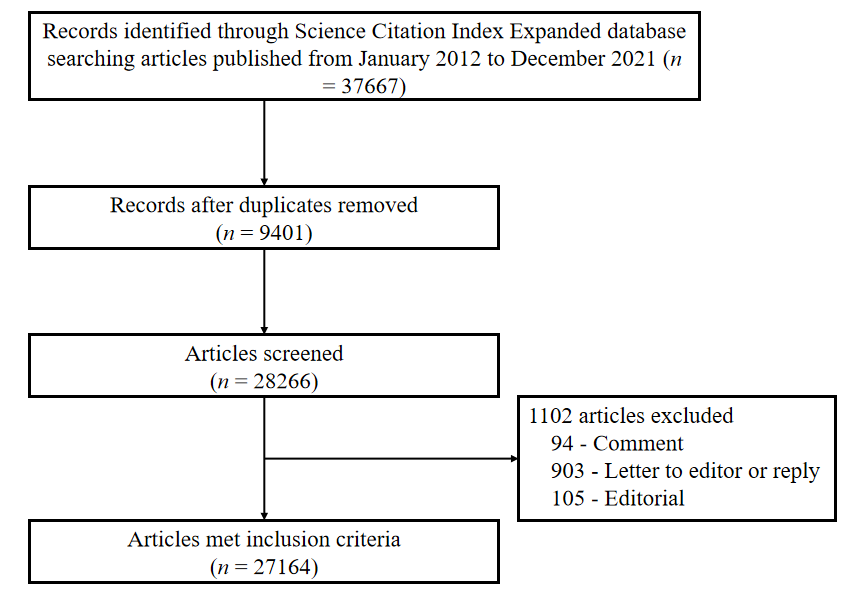 Records identified through Science Citation Index Expanded database
searching articles published from January 2012 to December 2021 (n
= 37667)
Records after duplicates removed
(n = 9401)
Articles screened
(n = 28266)
1102 articles excluded
94 - Comment
903 - Letter to editor or reply
105 - Editorial
Articles met inclusion criteria
(n = 27164)